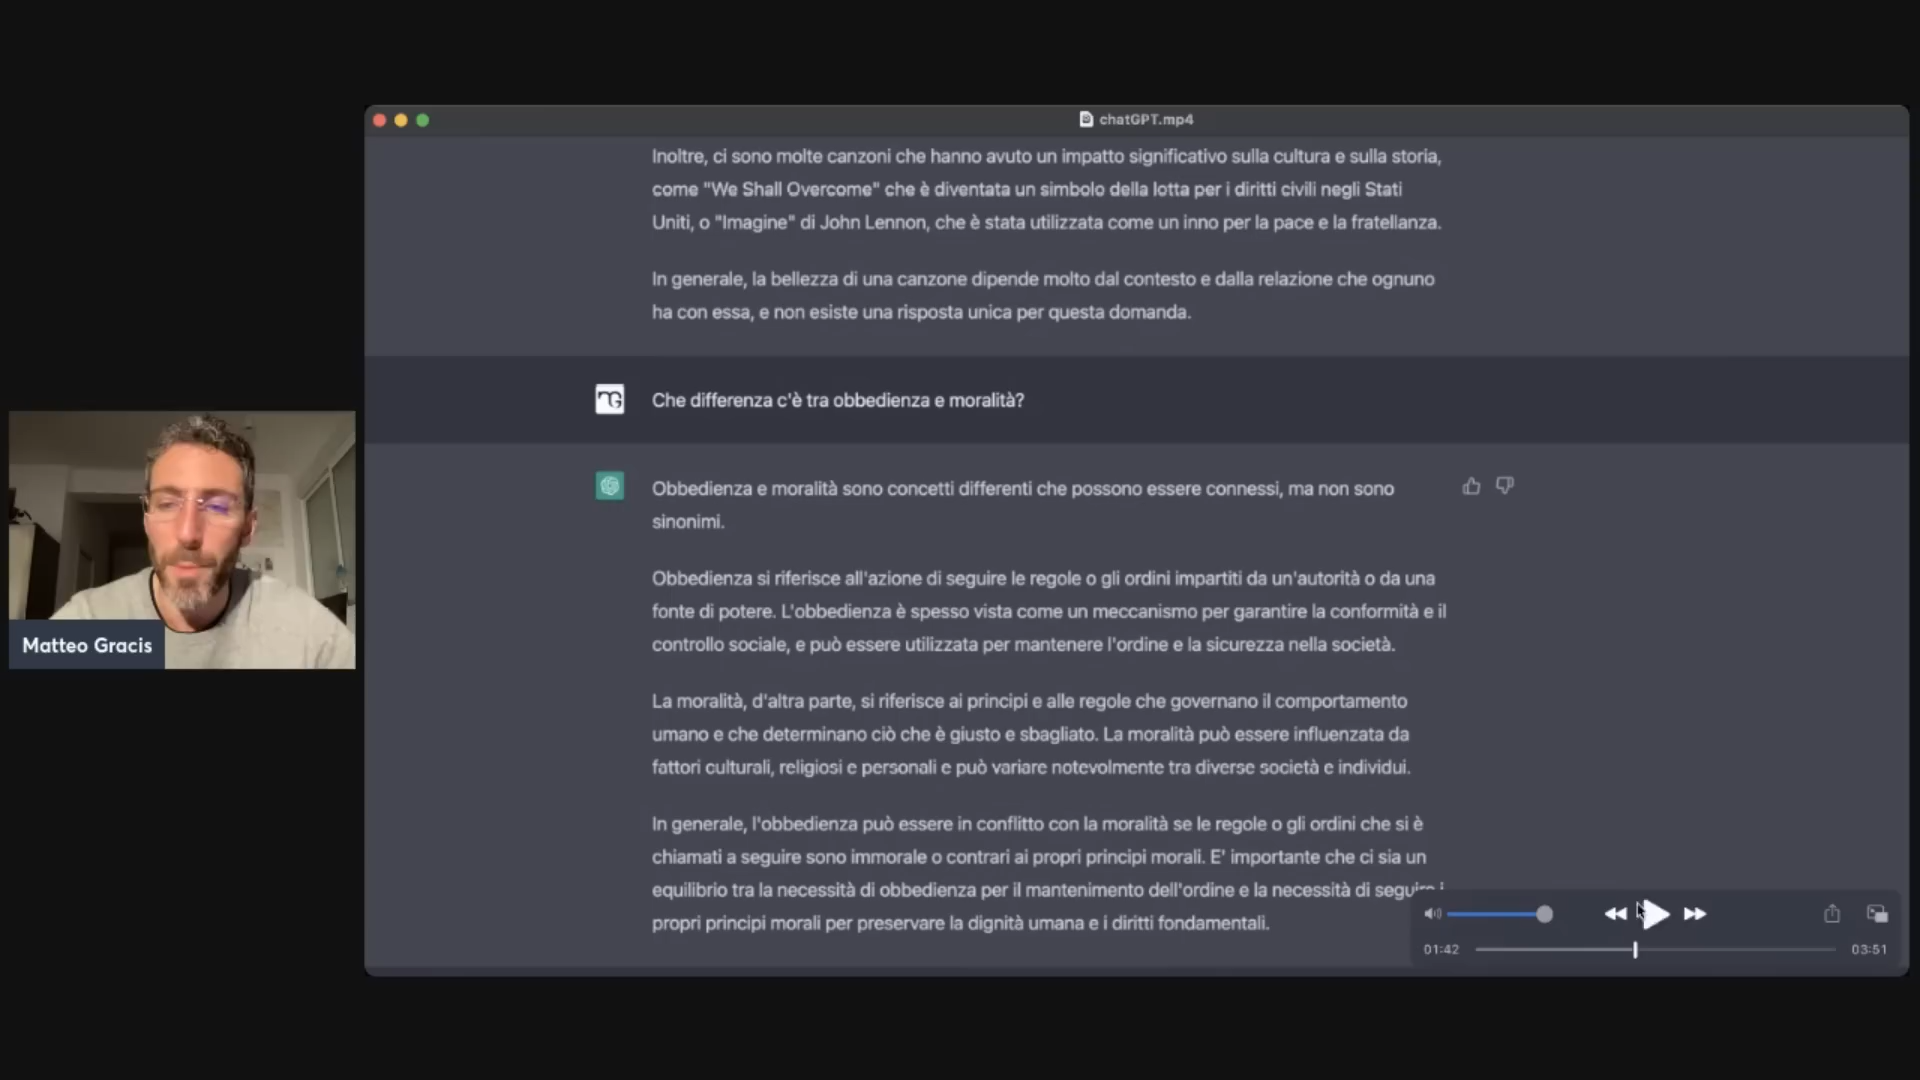 chatGPT.mp4
Inoltre, ci sono molte canzoni che hanno avuto un impatto significativo sulla cultura e sulla storia,
come "We Shall Overcome" che è diventata un simbolo della lotta per i diritti civili negli Stati
Uniti, o "Imagine" di John Lennon, che è stata utilizzata come un inno per la pace e la fratellanza.
In generale, la bellezza di una canzone dipende molto dal contesto e dalla relazione che ognuno
ha con essa, e non esiste una risposta unica per questa domanda.
Che differenza c'è tra obbedienza e moralità?
Obbedienza e moralità sono concetti differenti che possono essere connessi, ma non sono
sinonimi.
Obbedienza si riferisce all'azione di seguire le regole o gli ordini impartiti da un'autorità o da una
fonte di potere. L'obbedienza è spesso vista come un meccanismo per garantire la conformità e il
controllo sociale, e può essere utilizzata per mantenere l'ordine e la sicurezza nella società.
La moralità, d'altra parte, si riferisce ai principi e alle regole che governano il comportamento
umano e che determinano ciò che è giusto e sbagliato. La moralità può essere influenzata da
fattori culturali, religiosi e personali e può variare notevolmente tra diverse società e individui.
In generale, l'obbedienza può essere in conflitto con la moralità se le regole o gli ordini che si è
chiamati a seguire sono immorale o contrari ai propri principi morali. E' importante che ci sia un
equilibrio tra la necessità di obbedienza per il mantenimento dell'ordine e la necessità di seguire i
propri principi morali per preservare la dignità umana e i diritti fondamentali.
01:42
03:51
Matteo Gracis